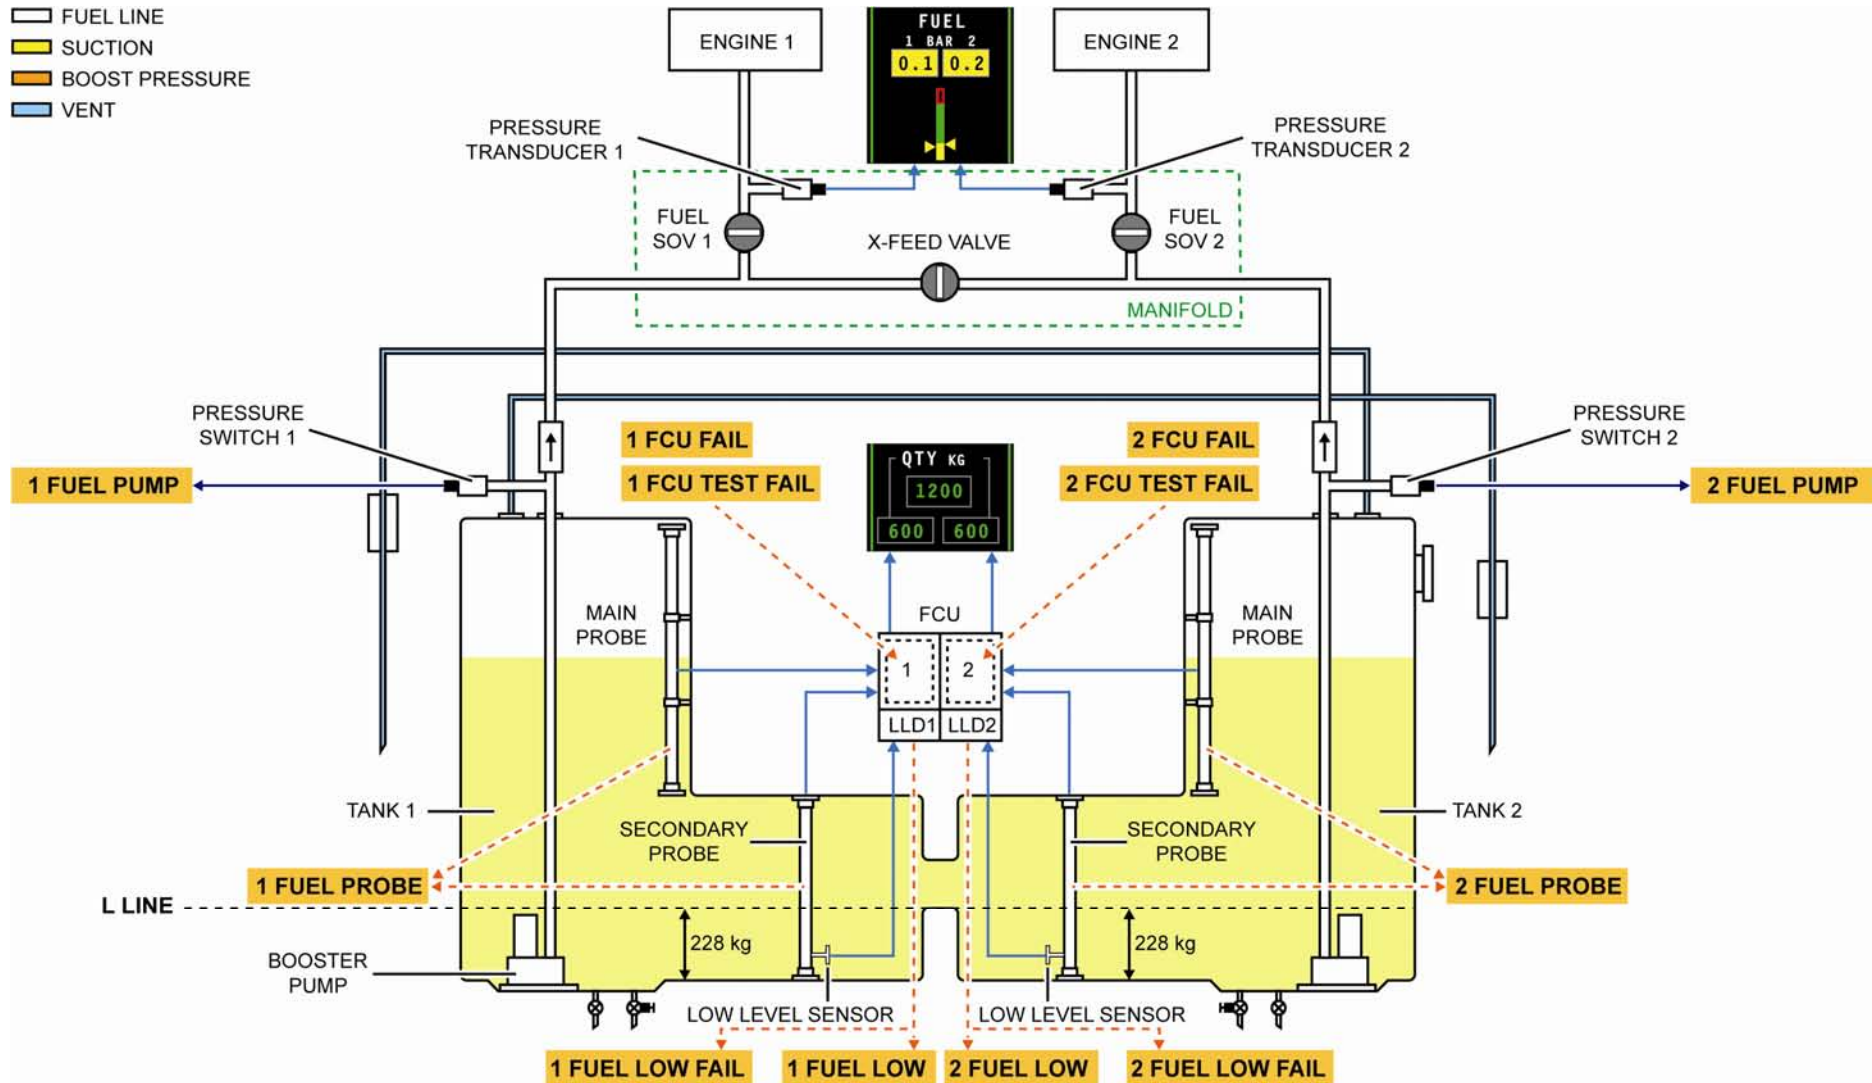 FUEL LINE
SUCTION
BOOST PRESSURE
VENT
ENGINE 1
FUEL
1 BAR 2
0.1 0.2
ENGINE 2
PRESSURE
TRANSDUCER 1
PRESSURE
TRANSDUCER 2
FUEL
SOV 1
X-FEED VALVE
FUEL
SOV 2
MANIFOLD
PRESSURE
SWITCH 1
PRESSURE
SWITCH 2
1 FUEL PUMP
1 FCU FAIL
1 FCU TEST FAIL
QTY KG
1200
600 600
2 FCU FAIL
2 FCU TEST FAIL
2 FUEL PUMP
MAIN
PROBE
FCU
1 2
LLD1 LLD2
MAIN
PROBE
TANK 1
SECONDARY
PROBE
SECONDARY
PROBE
TANK 2
1 FUEL PROBE
2 FUEL PROBE
L LINE
228 kg
228 kg
BOOSTER
PUMP
LOW LEVEL SENSOR
LOW LEVEL SENSOR
1 FUEL LOW FAIL
1 FUEL LOW
2 FUEL LOW
2 FUEL LOW FAIL